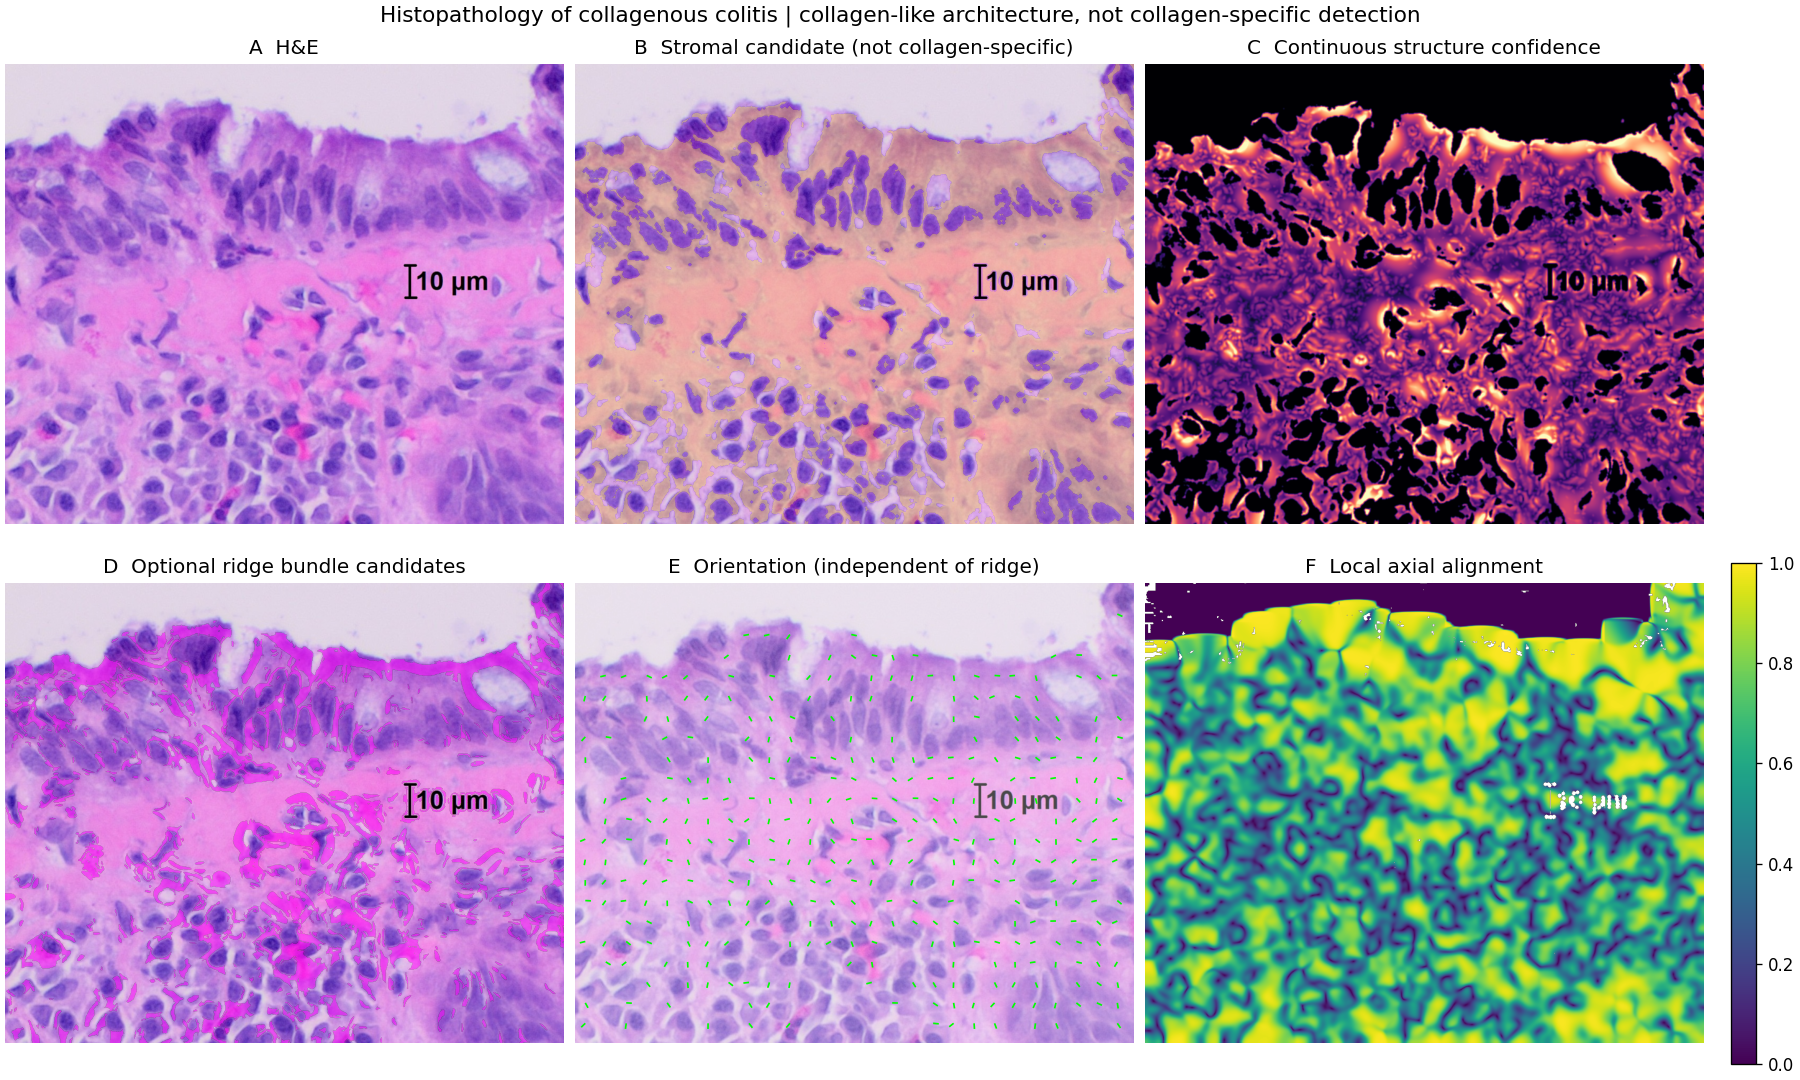 Histopathology of collagenous colitis | collagen-like architecture, not collagen-specific detection
A  H&E
B  Stromal candidate (not collagen-specific)
C  Continuous structure confidence
10 µm
10 µm
10 µm
D  Optional ridge bundle candidates
E  Orientation (independent of ridge)
F  Local axial alignment
10 µm
10 µm
10 µm
1.0
0.8
0.6
0.4
0.2
0.0